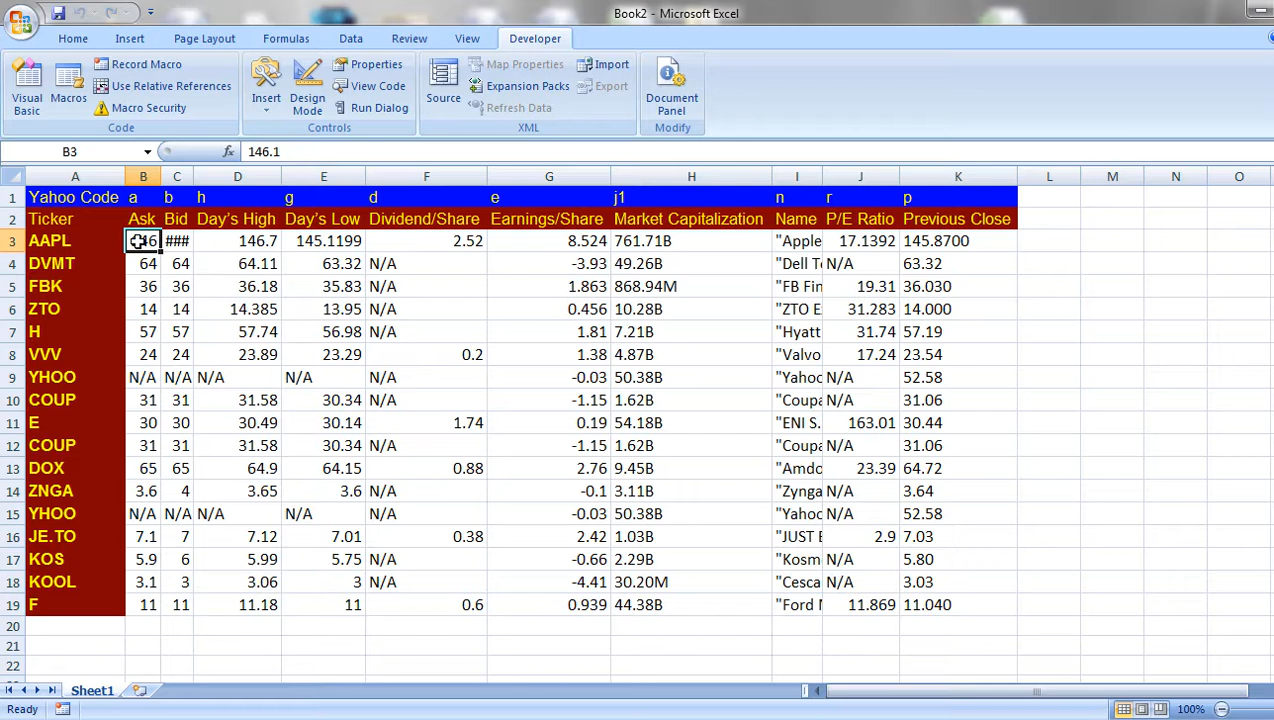 Book2 - Microsoft Excel
Home Insert Page Layout Formulas Data Review View Developer
Visual Basic
Macros
Record Macro
Use Relative References
Macro Security
Code
Insert
Design Mode
Properties
View Code
Run Dialog
Controls
Source
Map Properties
Expansion Packs
Refresh Data
Import
Export
XML
Document Panel
Modify
B3 fx 146.1
A B C D E F G H I J K L M N O
1 Yahoo Code a b h g d e j1 n r p
2 Ticker Ask Bid Day's High Day's Low Dividend/Share Earnings/Share Market Capitalization Name P/E Ratio Previous Close
3 AAPL ### 146.7 145.1199 2.52 8.524 761.71B "Apple 17.1392 145.8700
4 DVMT 64 64 64.11 63.32 N/A -3.93 49.26B "Dell N/A 63.32
5 FBK 36 36 36.18 35.83 N/A 1.863 868.94M "FB Fin 19.31 36.030
6 ZTO 14 14 14.385 13.95 N/A 0.456 10.28B "ZTO E 31.283 14.000
7 H 57 57 57.74 56.98 N/A 1.81 7.21B "Hyatt 31.74 57.19
8 VVV 24 24 23.89 23.29 0.2 1.38 4.87B "Valvo 17.24 23.54
9 YHOO N/A N/A N/A N/A N/A -0.03 50.38B "Yahoo N/A 52.58
10 COUP 31 31 31.58 30.34 N/A -1.15 1.62B "Coupa N/A 31.06
11 E 30 30 30.49 30.14 1.74 0.19 54.18B "ENI S. 163.01 30.44
12 COUP 31 31 31.58 30.34 N/A -1.15 1.62B "Coupa N/A 31.06
13 DOX 65 65 64.9 64.15 0.88 2.76 9.45B "Amdo 23.39 64.72
14 ZNGA 3.6 4 3.65 3.6 N/A -0.1 3.11B "Zynga N/A 3.64
15 YHOO N/A N/A N/A N/A N/A -0.03 50.38B "Yahoo N/A 52.58
16 JE.TO 7.1 7 7.12 7.01 0.38 2.42 1.03B "JUST 2.9 7.03
17 KOS 5.9 6 5.99 5.75 N/A -0.66 2.29B "Kosm N/A 5.80
18 KOOL 3.1 3 3.06 3 N/A -4.41 30.20M "Cesca N/A 3.03
19 F 11 11 11.18 11 0.6 0.939 44.38B "Ford 11.869 11.040
20
21
22
Sheet1
Ready 100%